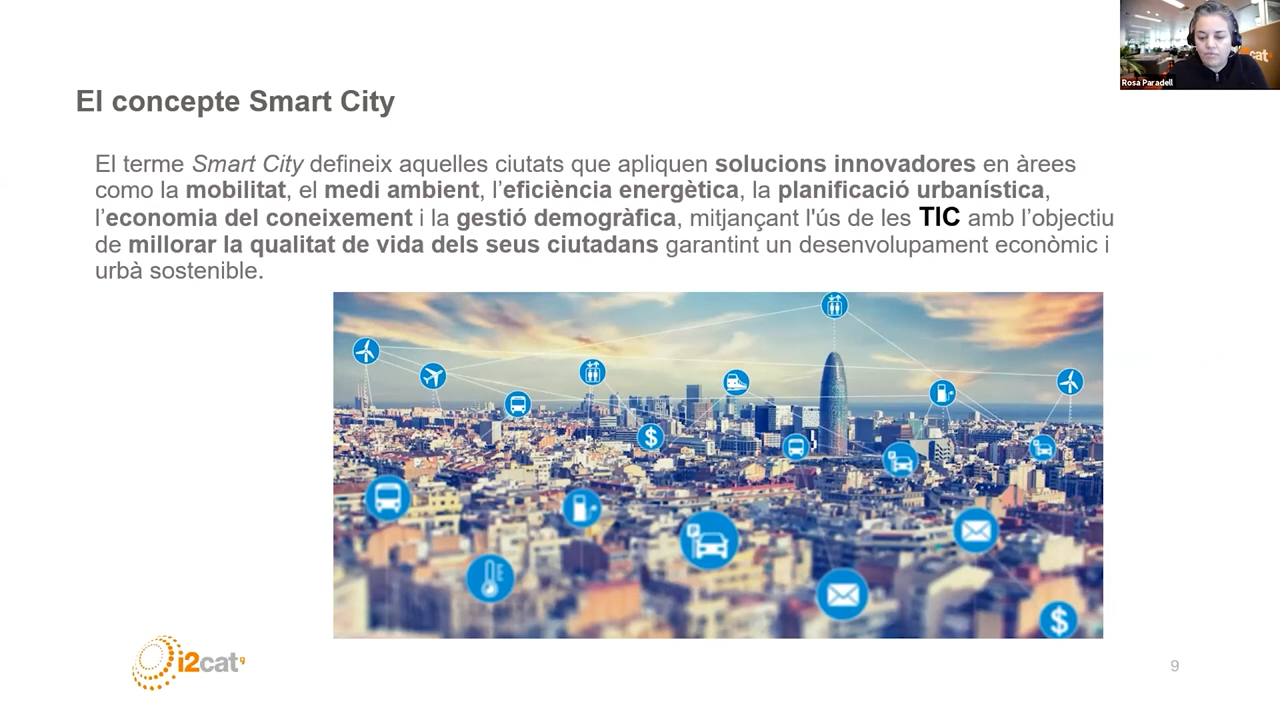 Rosa Paradell
El concepte Smart City
El terme Smart City defineix aquelles ciutats que apliquen solucions innovadores en àrees
como la mobilitat, el medi ambient, l’eficiència energètica, la planificació urbanística,
l’economia del coneixement i la gestió demogràfica, mitjançant l'ús de les TIC amb l’objectiu
de millorar la qualitat de vida dels seus ciutadans garantint un desenvolupament econòmic i
urbà sostenible.
i2cat
9